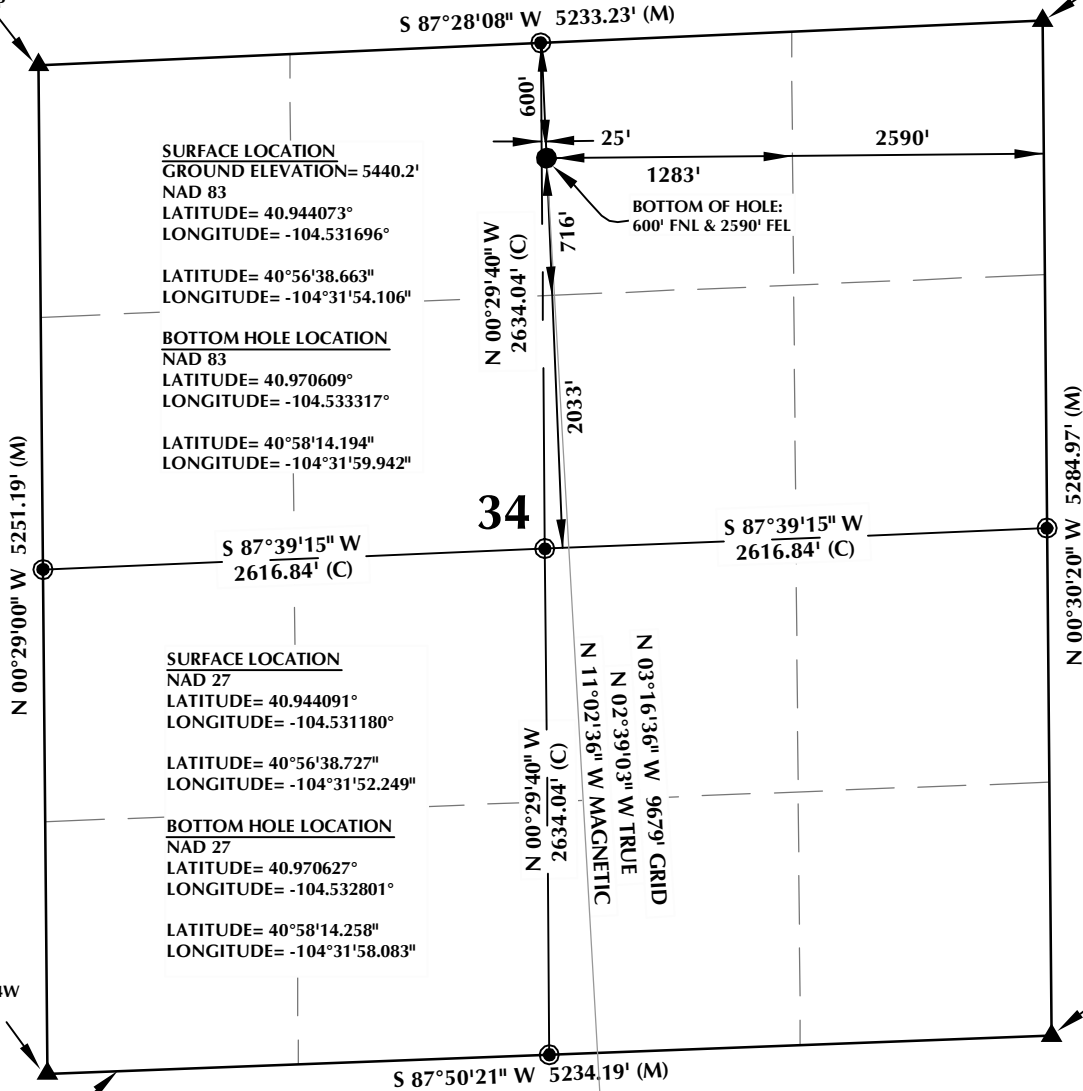 S 87°28'08" W 5233.23' (M)
600'
25'
2590'
1283'
BOTTOM OF HOLE:
600' FNL & 2590' FEL
716'
SURFACE LOCATION
GROUND ELEVATION= 5440.2'
NAD 83
LATITUDE= 40.944073°
LONGITUDE= -104.531696°
LATITUDE= 40°56'38.663"
LONGITUDE= -104°31'54.106"
BOTTOM HOLE LOCATION
NAD 83
LATITUDE= 40.970609°
LONGITUDE= -104.533317°
LATITUDE= 40°58'14.194"
LONGITUDE= -104°31'59.942"
N 00°29'40" W
2634.04' (C)
2033'
N 00°29'00" W 5251.19' (M)
N 00°30'20" W 5284.97' (M)
34
S 87°39'15" W
2616.84' (C)
S 87°39'15" W
2616.84' (C)
SURFACE LOCATION
NAD 27
LATITUDE= 40.944091°
LONGITUDE= -104.531180°
LATITUDE= 40°56'38.727"
LONGITUDE= -104°31'52.249"
BOTTOM HOLE LOCATION
NAD 27
LATITUDE= 40.970627°
LONGITUDE= -104.532801°
LATITUDE= 40°58'14.258"
LONGITUDE= -104°31'58.083"
N 00°29'40" W
2634.04' (C)
N 03°16'36" W 9679' GRID
N 02°39'03" W TRUE
N 11°02'36" W MAGNETIC
S 87°50'21" W 5234.19' (M)